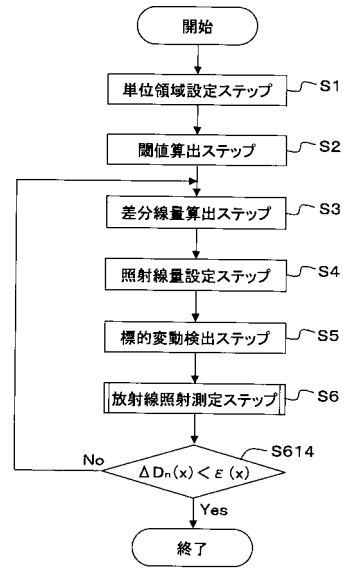 開始
単位領域設定ステップ S1
閾値算出ステップ S2
差分線量算出ステップ S3
照射線量設定ステップ S4
標的変動検出ステップ S5
放射線照射測定ステップ S6
S614
No
ΔDn(x)<ε(x)
Yes
終了